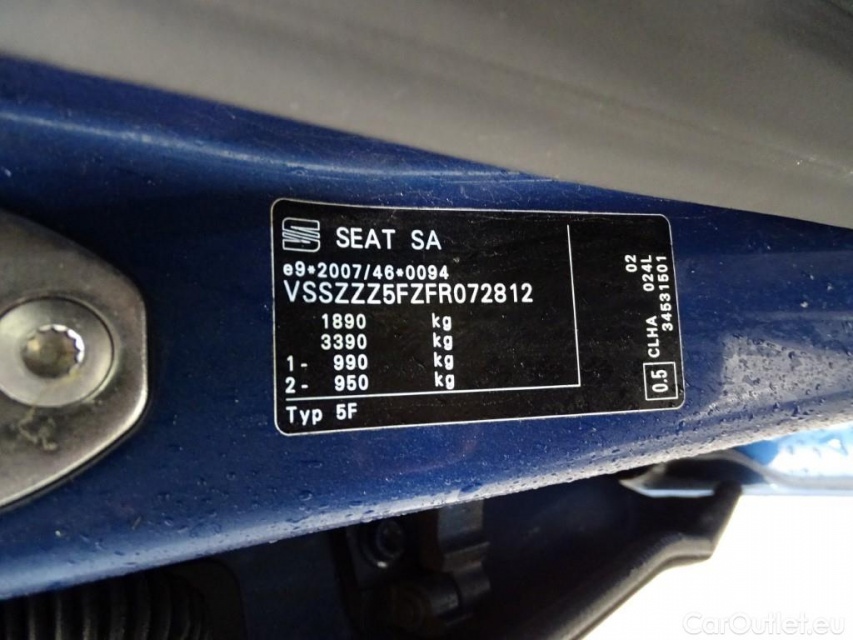 SEAT SA
e9*2007/46*0094
VSSZZZ5FZFR072812
1890 kg
3390 kg
1- 990 kg
2- 950 kg
Typ 5F
02
CLHA 024L
34531501
0.5
CarOutlet.eu